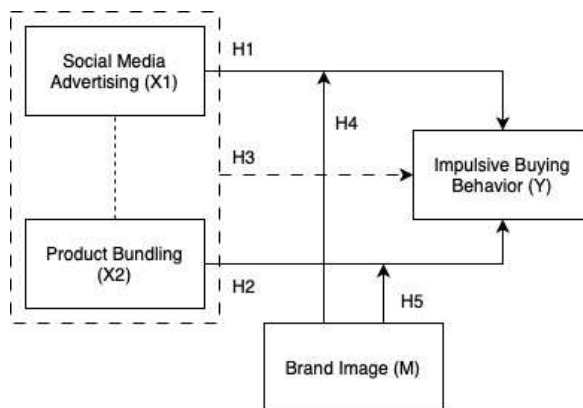 Social Media
Advertising (X1)
H1
H4
H3
Impulsive Buying
Behavior (Y)
Product Bundling
(X2)
H2
H5
Brand Image (M)